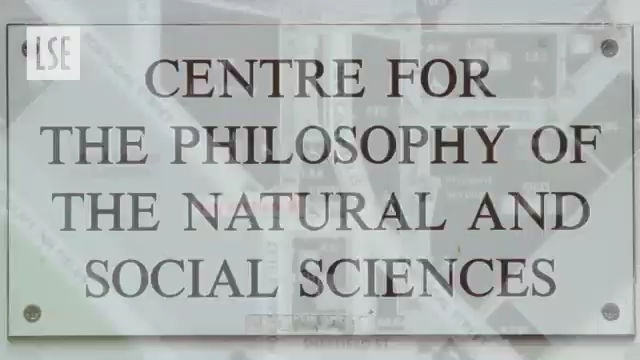 LSE
CENTRE FOR
THE PHILOSOPHY OF
THE NATURAL AND
SOCIAL SCIENCES